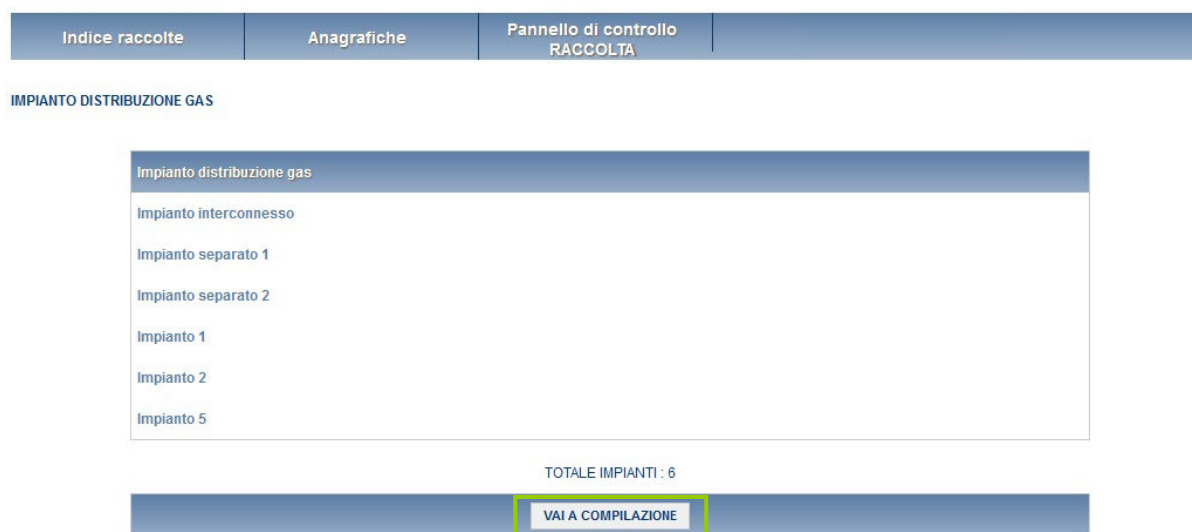 Indice raccolte
Anagrafiche
Pannello di controllo
RACCOLTA
IMPIANTO DISTRIBUZIONE GAS
Impianto distribuzione gas
Impianto interconnesso
Impianto separato 1
Impianto separato 2
Impianto 1
Impianto 2
Impianto 5
TOTALE IMPIANTI : 6
VAI A COMPILAZIONE